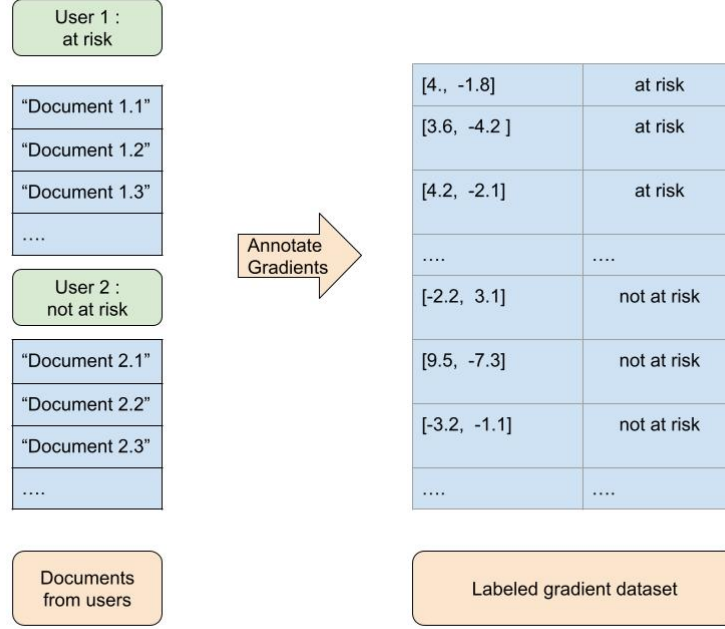 User 1 :
at risk
“Document 1.1”
“Document 1.2”
“Document 1.3”
....
User 2 :
not at risk
“Document 2.1”
“Document 2.2”
“Document 2.3”
....
Documents
from users
Annotate
Gradients
[4., -1.8] at risk
[3.6, -4.2 ] at risk
[4.2, -2.1] at risk
.... ....
[-2.2, 3.1] not at risk
[9.5, -7.3] not at risk
[-3.2, -1.1] not at risk
.... ....
Labeled gradient dataset